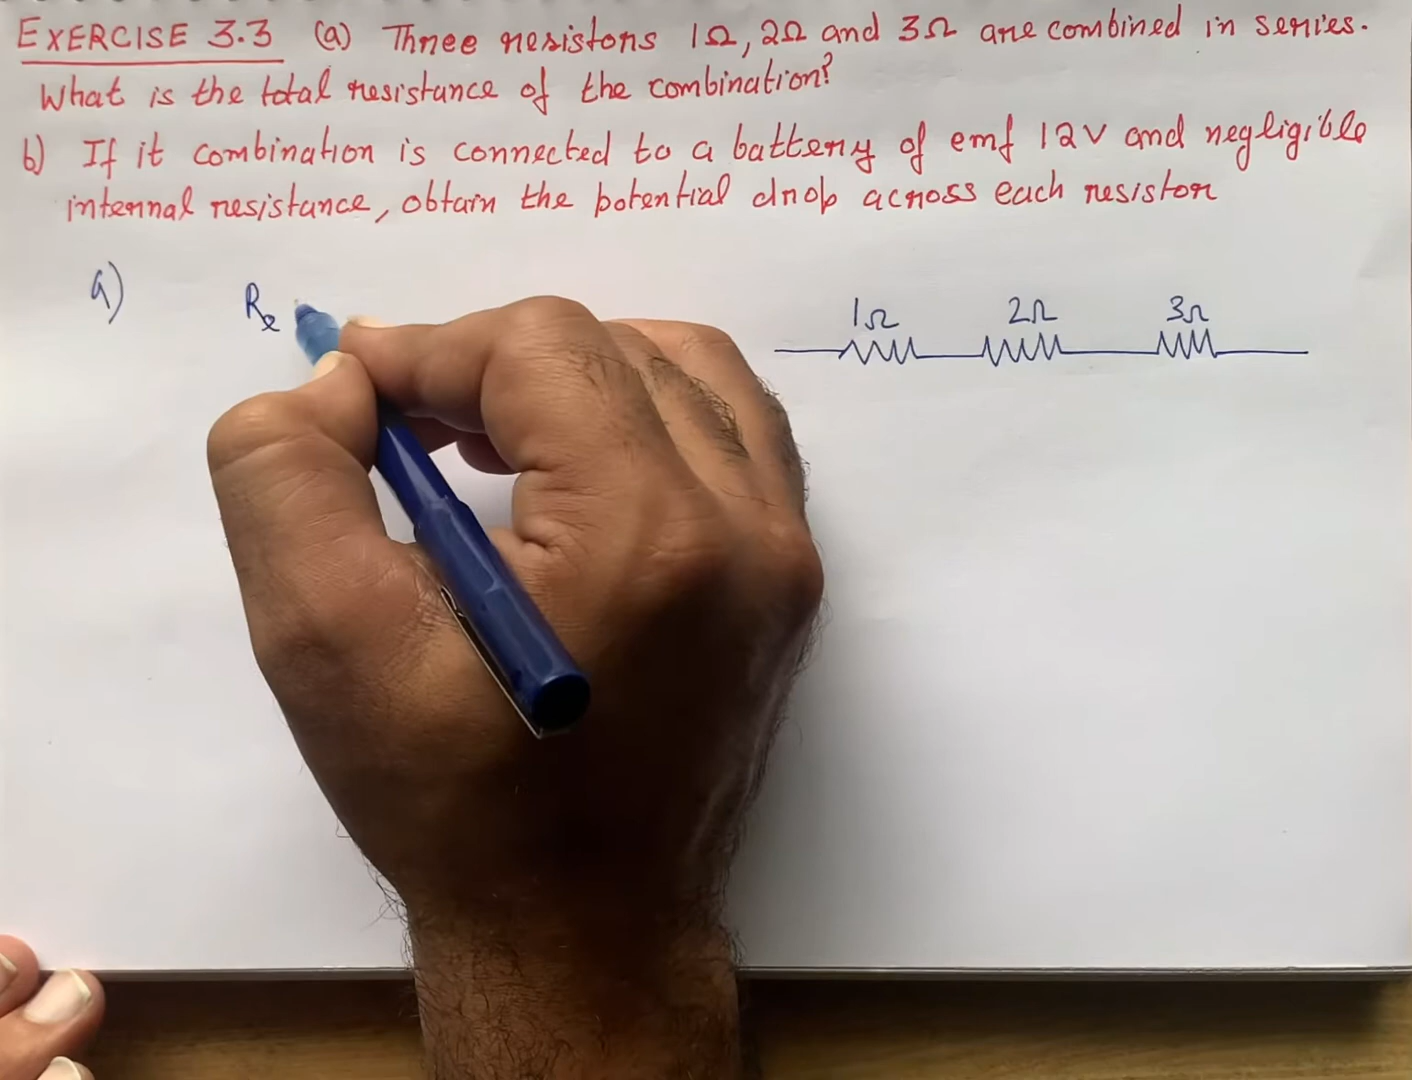 EXERCISE 3.3 (a) Three resistors 1Ω, 2Ω and 3Ω are combined in series.
What is the total resistance of the combination?
b) If it combination is connected to a battery of emf 12V and negligible
internal resistance, obtain the potential drop across each resistor
a) Re
1Ω 2Ω 3Ω